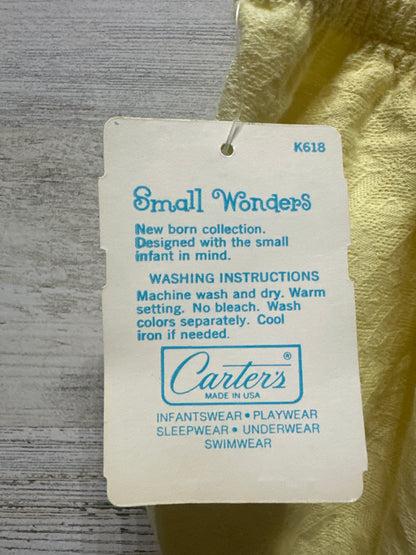 K618
Small Wonders
New born collection.
Designed with the small
infant in mind.
WASHING INSTRUCTIONS
Machine wash and dry. Warm
setting. No bleach. Wash
colors separately. Cool
iron if needed.
Carter's ®
MADE IN USA
INFANTSWEAR • PLAYWEAR
SLEEPWEAR • UNDERWEAR
SWIMWEAR